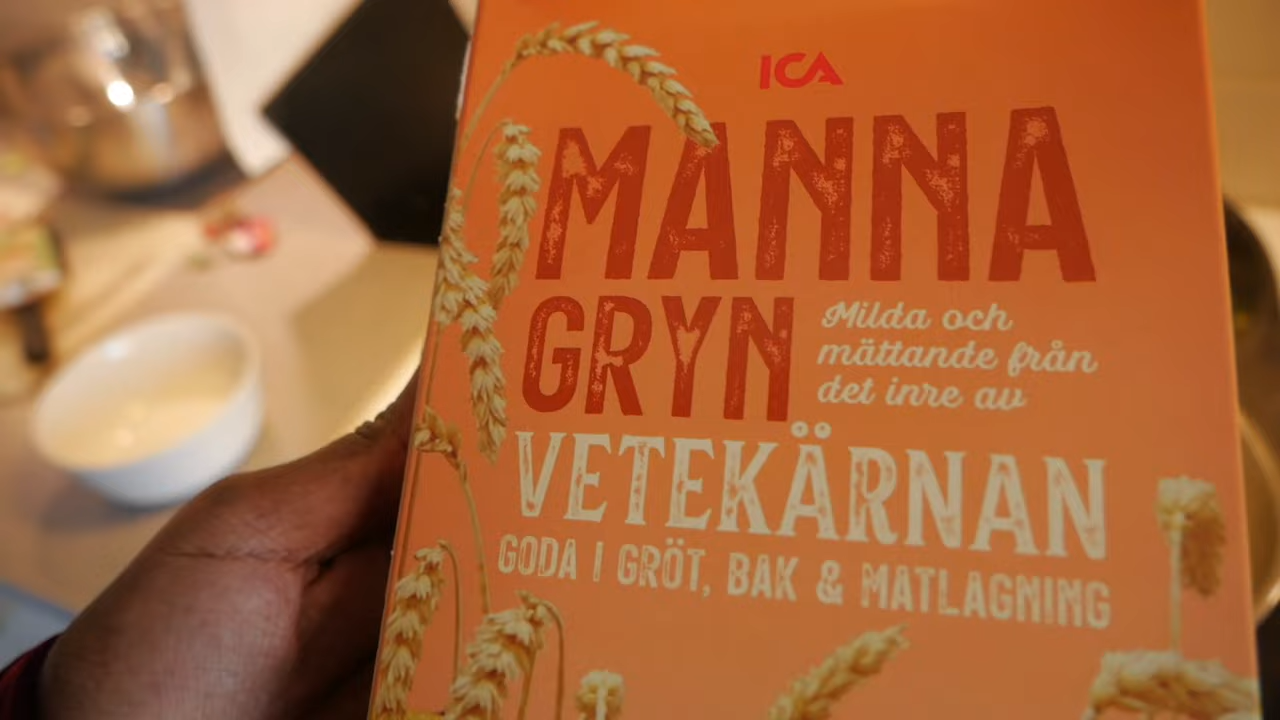 ICA
MANNA
GRYN
Milda och
mättande från
det inre av
VETEKÄRNAN
GODA I GRÖT, BAK & MATLAGNING